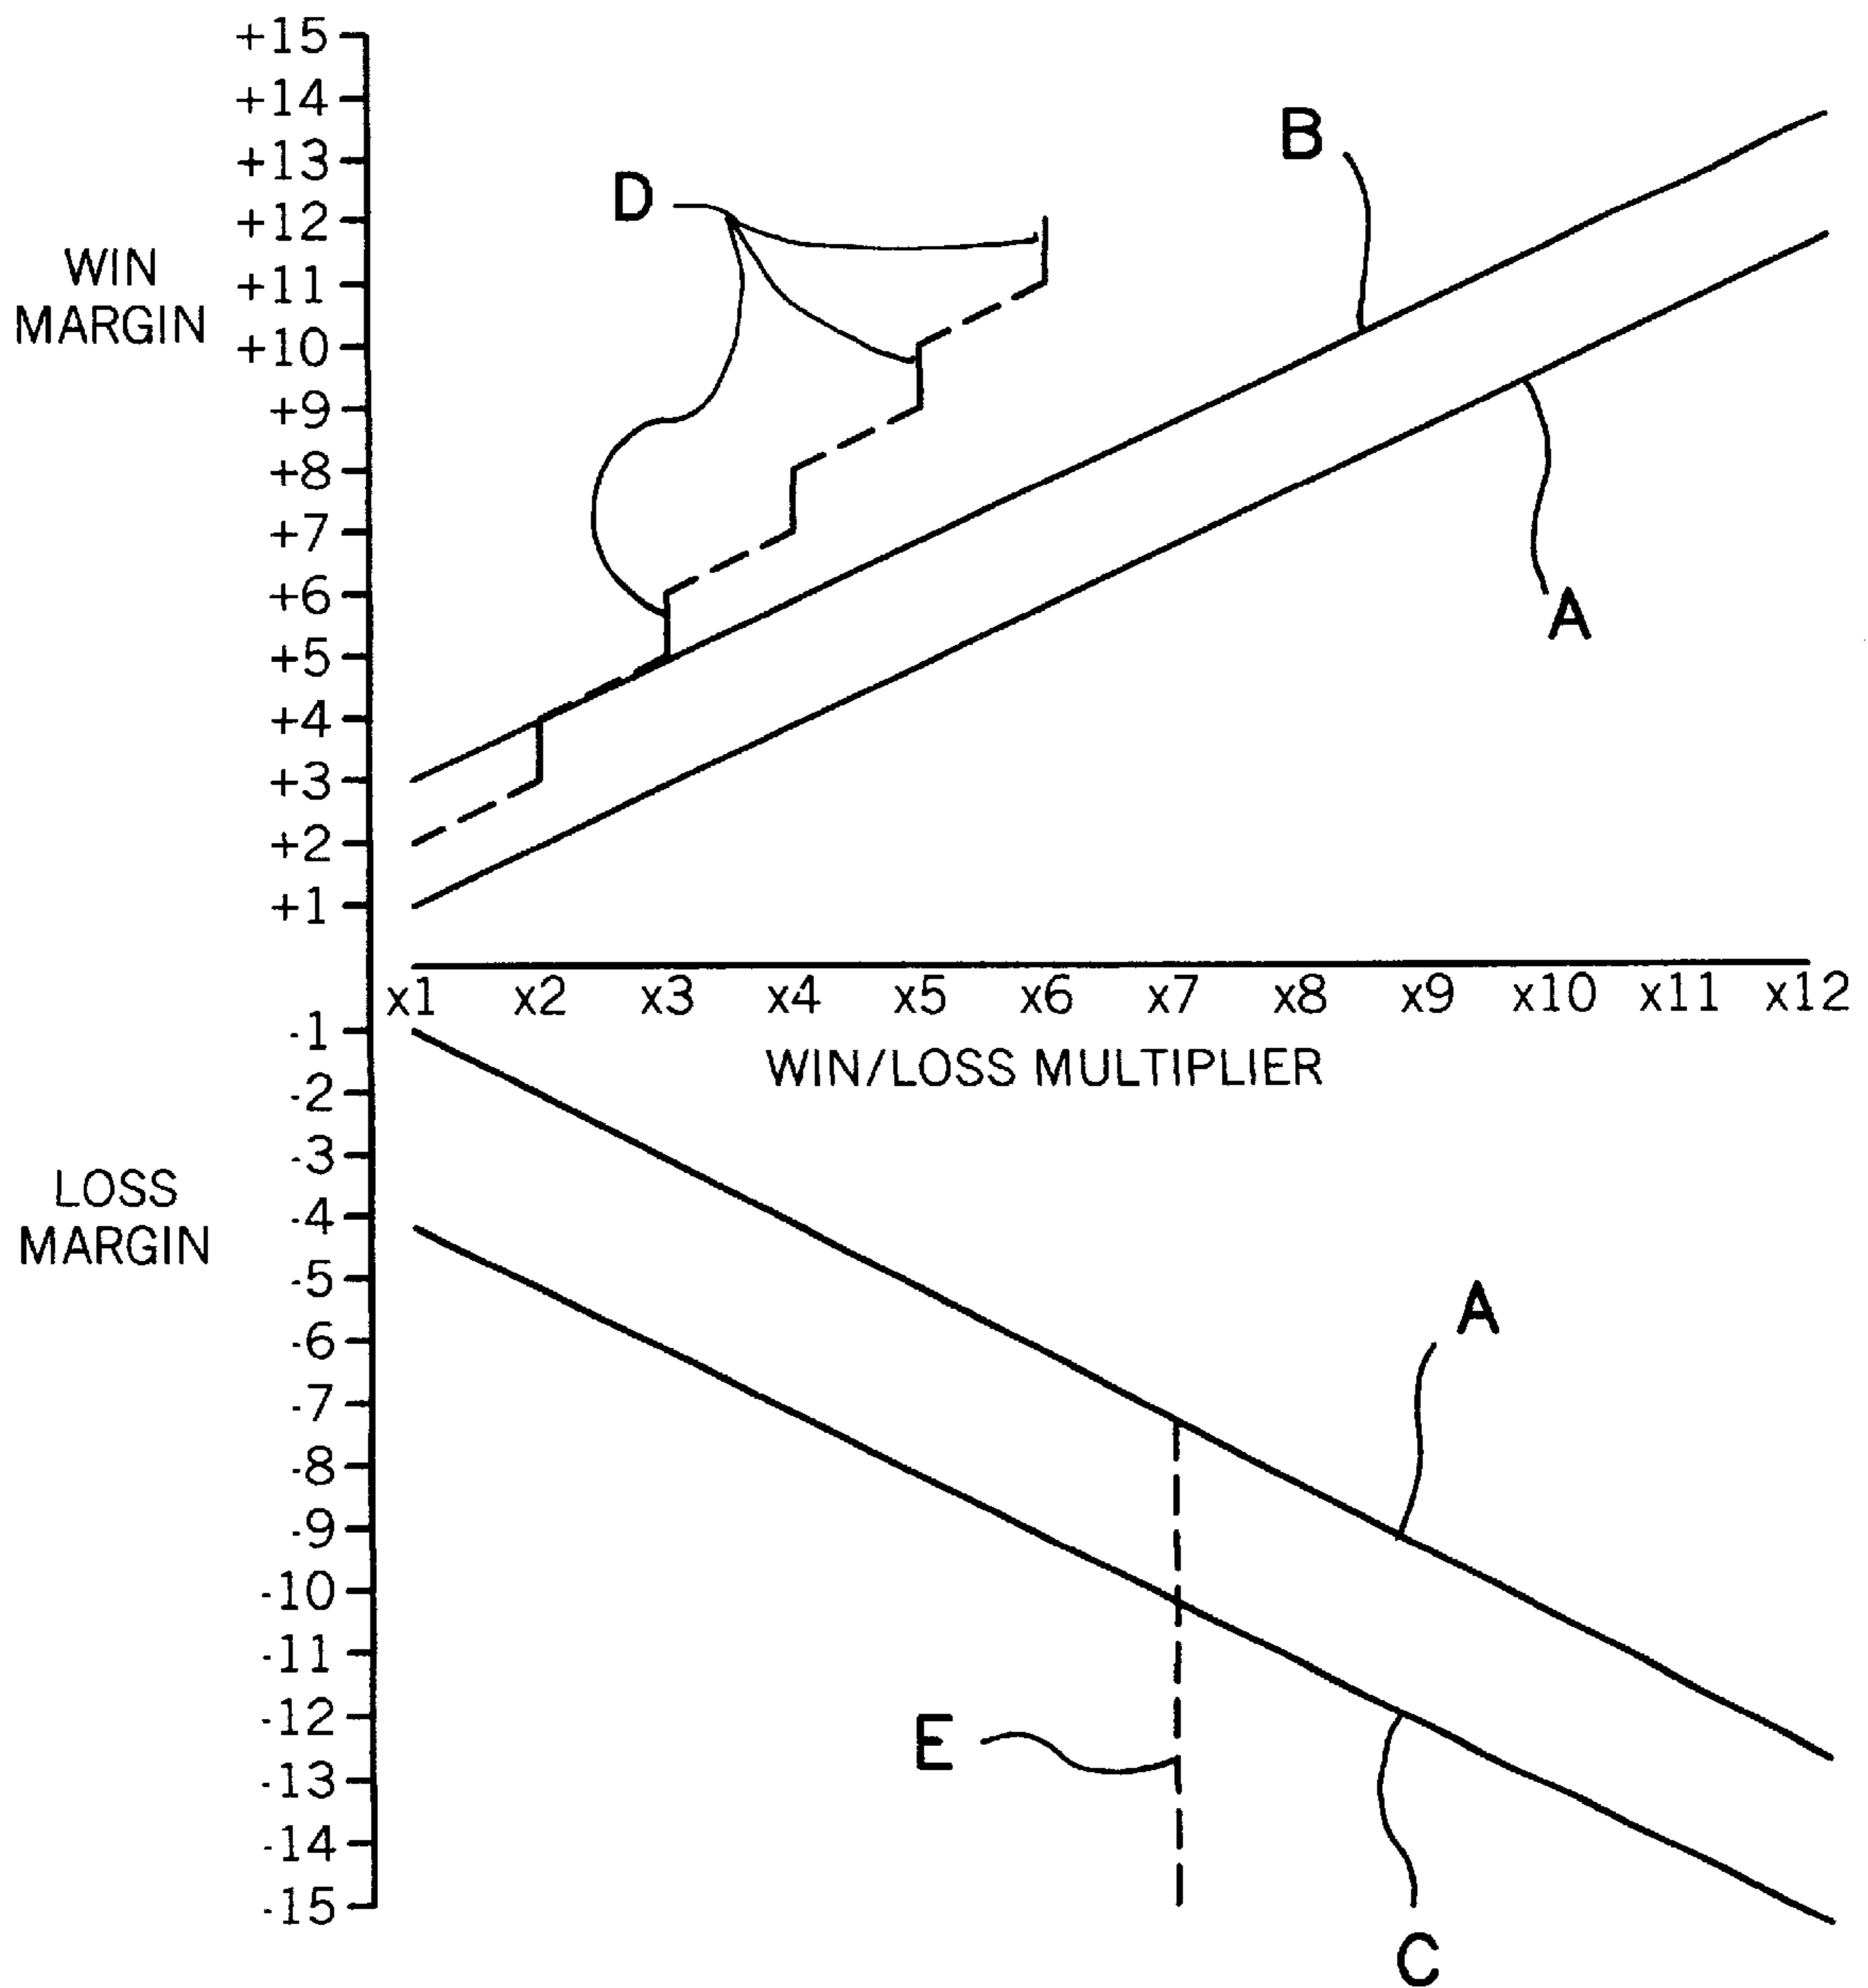 +15
+14
+13
+12
+11
+10
+9
+8
+7
+6
+5
+4
+3
+2
+1
WIN
MARGIN
B
D
A
x1 x2 x3 x4 x5 x6 x7 x8 x9 x10 x11 x12
WIN/LOSS MULTIPLIER
-1
-2
-3
-4
-5
-6
-7
-8
-9
-10
-11
-12
-13
-14
-15
LOSS
MARGIN
A
E
C